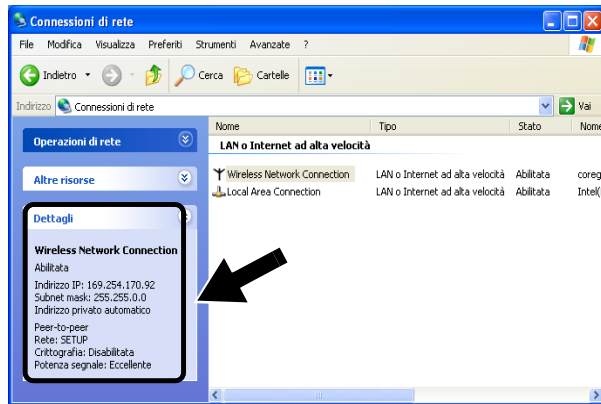 Connessioni di rete
File Modifica Visualizza Preferiti Strumenti Avanzate ?
Indietro Cerca Cartelle
Indirizzo Connessioni di rete Vai
Nome Tipo Stato Nome
Operazioni di rete
LAN o Internet ad alta velocità
Wireless Network Connection LAN o Internet ad alta velocità Abilitata coreg
Local Area Connection LAN o Internet ad alta velocità Abilitata Intel(
Altre risorse
Dettagli
Wireless Network Connection
Abilitata
Indirizzo IP: 169.254.170.92
Subnet mask: 255.255.0.0
Indirizzo privato automatico
Peer-to-peer
Rete: SETUP
Crittografia: Disabilitata
Potenza segnale: Eccellente